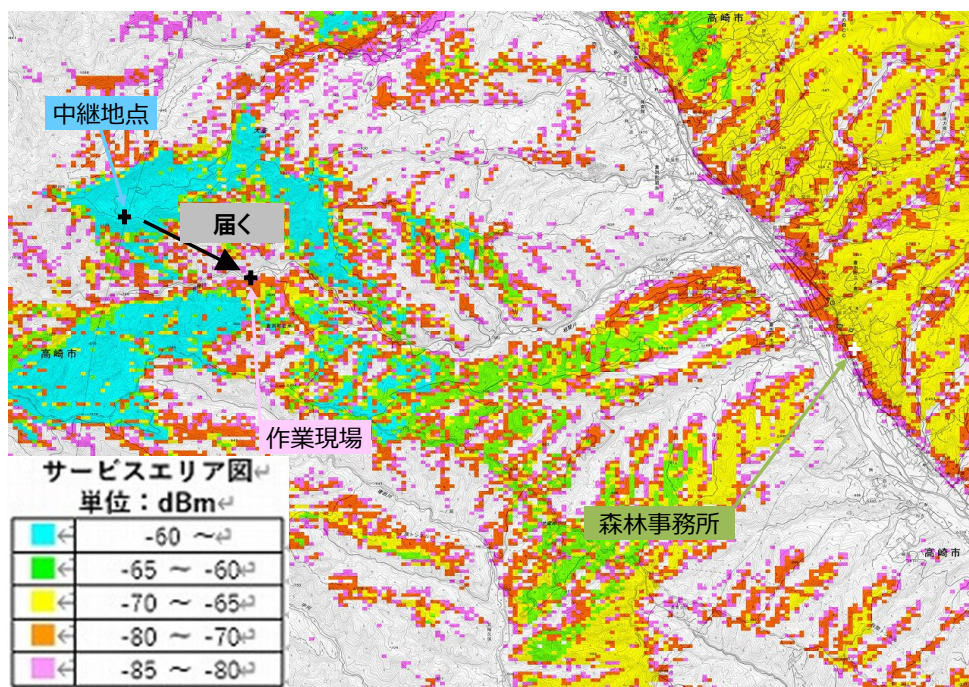 高崎市
中継地点
届く
高崎市
作業現場
サービスエリア図↵
単位：dBm↵
← -60 ～↵
← -65 ～ -60↵
← -70 ～ -65↵
← -80 ～ -70↵
← -85 ～ -80↵
森林事務所
高崎市